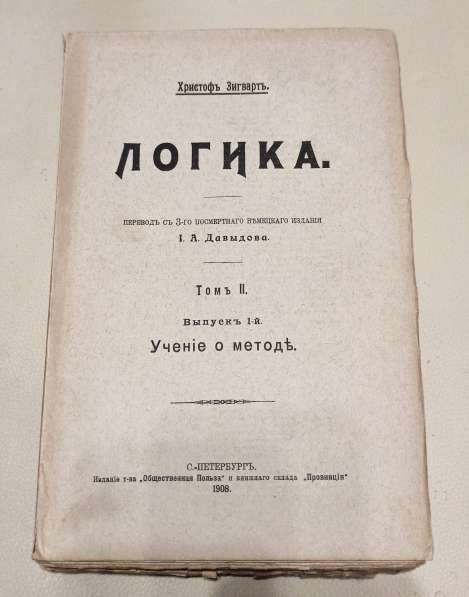 Христофъ Зигвартъ.
ЛОГИКА.
ПЕРЕВОДЪ СЪ 3-ГО ПОСМЕРТНАГО НѢМЕЦКАГО ИЗДАНІЯ
І. А. Давыдова.
Томъ II.
Выпускъ 1-й.
Ученіе о методѣ.
С.-ПЕТЕРБУРГЪ.
Изданіе т-ва „Общественная Польза“ и книжнаго склада „Провинція“
1908.